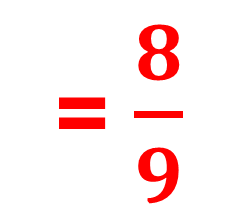 = 8/9